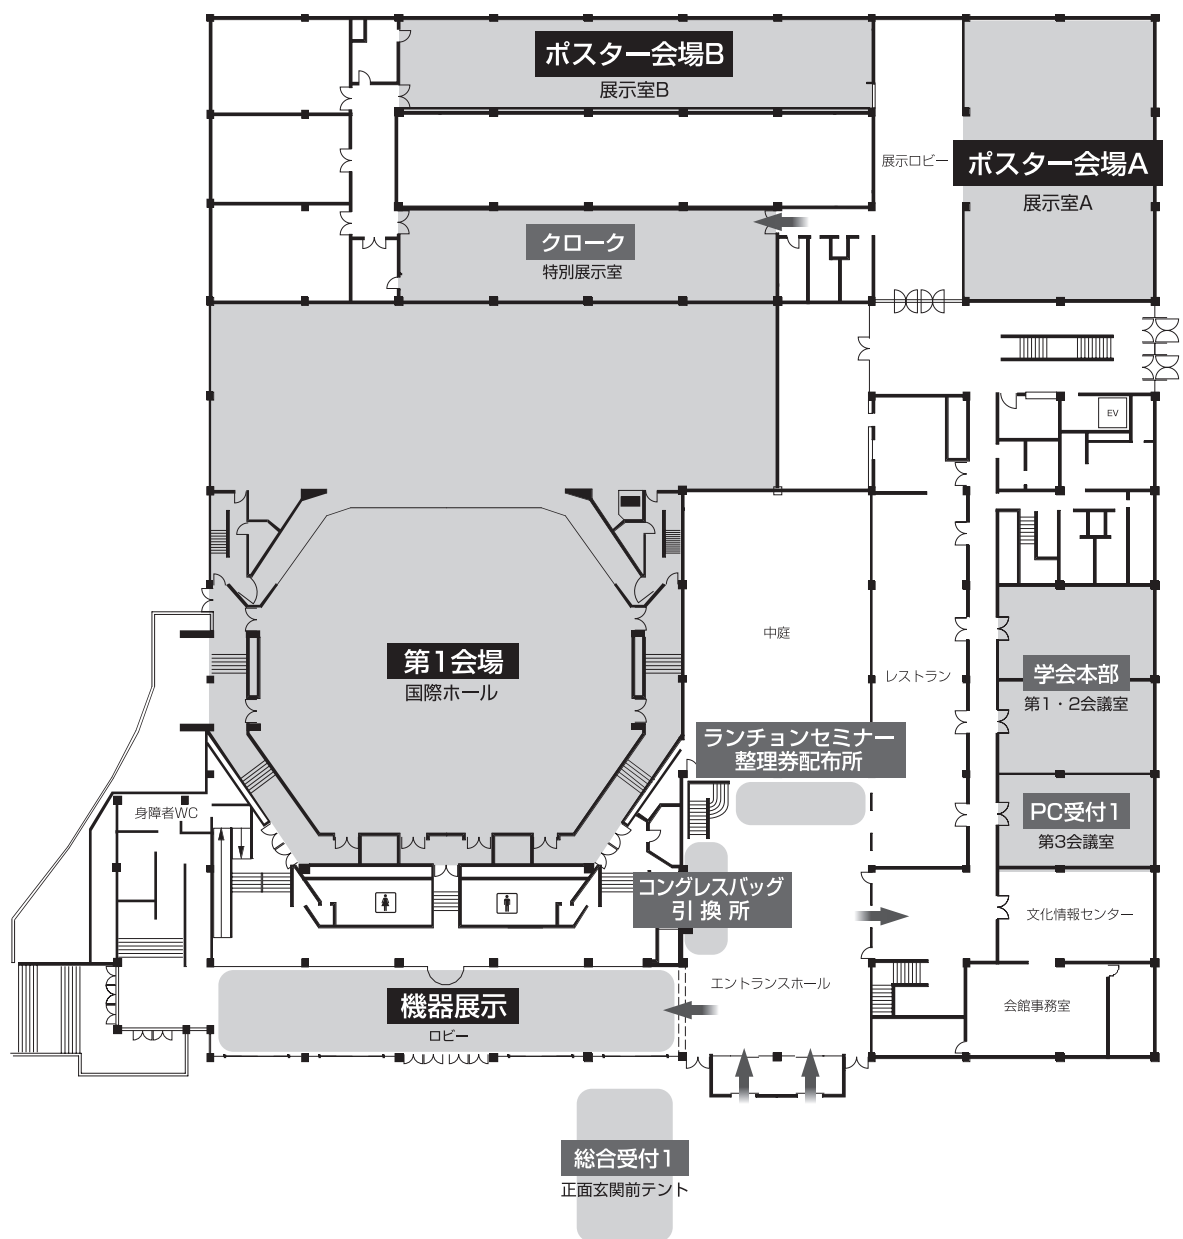 ポスター会場B
展示室B
展示ロビー
ポスター会場A
展示室A
クローク
特別展示室
EV
第1会場
国際ホール
中庭
レストラン
学会本部
第1・2会議室
ランチョンセミナー
整理券配布所
PC受付1
第3会議室
身障者WC
コングレスバッグ
引換所
文化情報センター
エントランスホール
機器展示
ロビー
会館事務室
総合受付1
正面玄関前テント